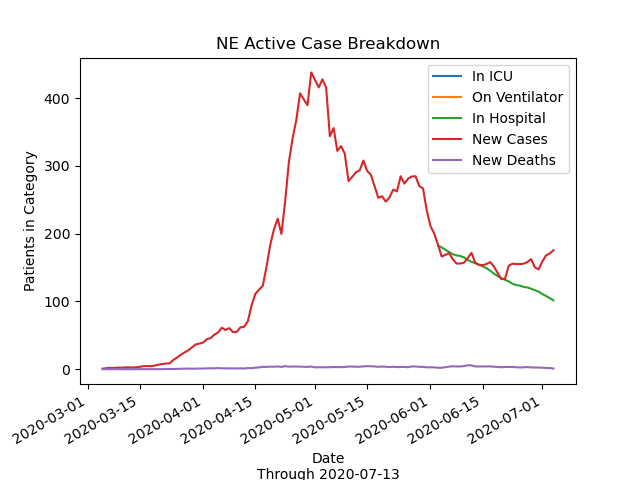 NE Active Case Breakdown
In ICU
On Ventilator
In Hospital
New Cases
New Deaths
Patients in Category
400
300
200
100
0
2020-03-01
2020-03-15
2020-04-01
2020-04-15
2020-05-01
2020-05-15
2020-06-01
2020-06-15
2020-07-01
Date
Through 2020-07-13